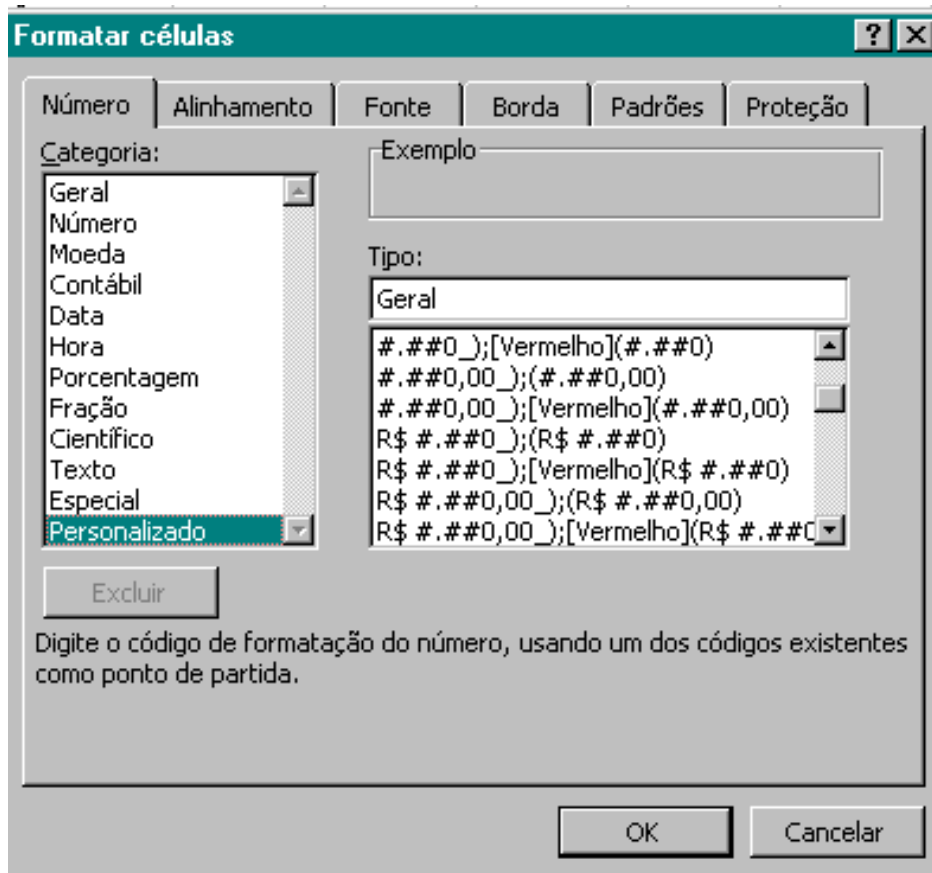 Formatar células
Número Alinhamento Fonte Borda Padrões Proteção
Categoria:
Geral
Número
Moeda
Contábil
Data
Hora
Porcentagem
Fração
Científico
Texto
Especial
Personalizado
Exemplo
Tipo:
Geral
#.##0_);[Vermelho](#.##0)
#.##0,00_);(#.##0,00)
#.##0,00_);[Vermelho](#.##0,00)
R$ #.##0_);(R$ #.##0)
R$ #.##0_);[Vermelho](R$ #.##0)
R$ #.##0,00_);(R$ #.##0,00)
R$ #.##0,00_);[Vermelho](R$ #.##0
Excluir
Digite o código de formatação do número, usando um dos códigos existentes
como ponto de partida.
OK Cancelar